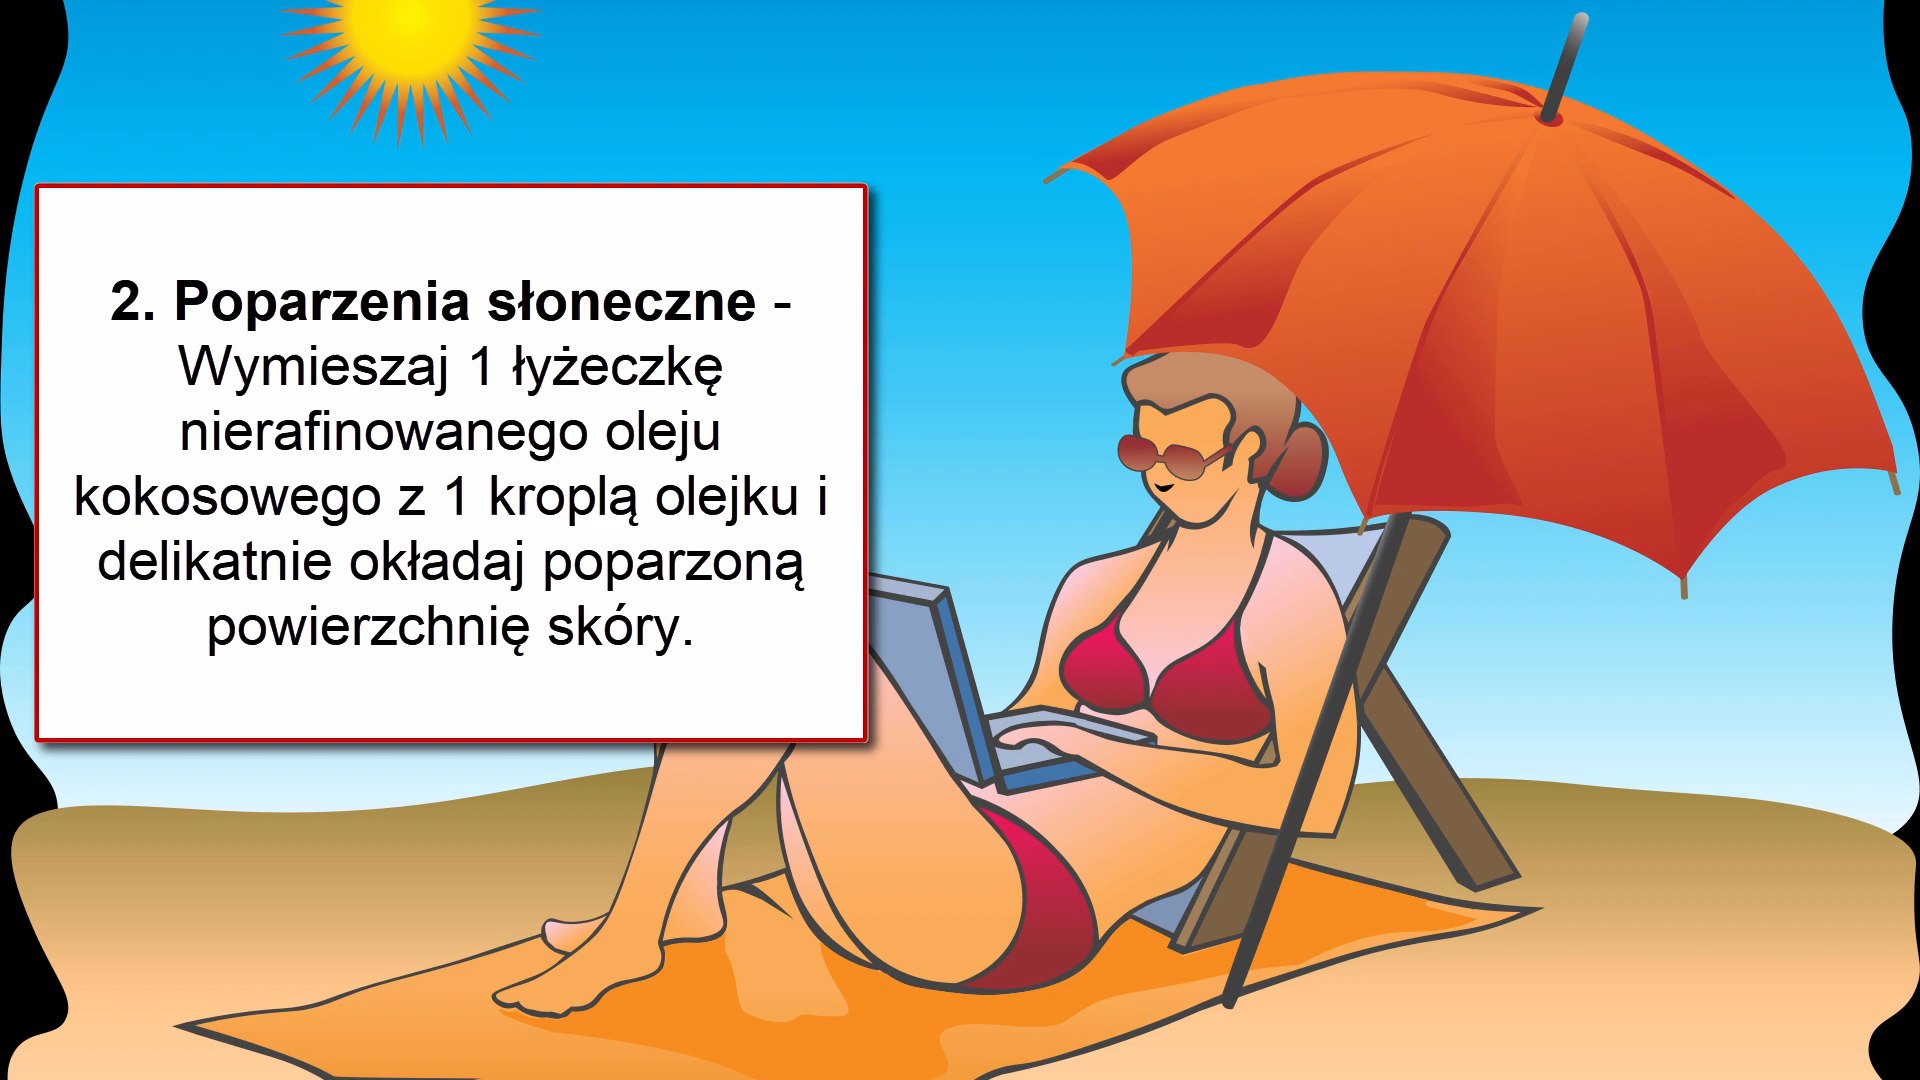 2. Poparzenia słoneczne -
Wymieszaj 1 łyżeczkę
nierafinowanego oleju
kokosowego z 1 kroplą olejku i
delikatnie okładaj poparzoną
powierzchnię skóry.